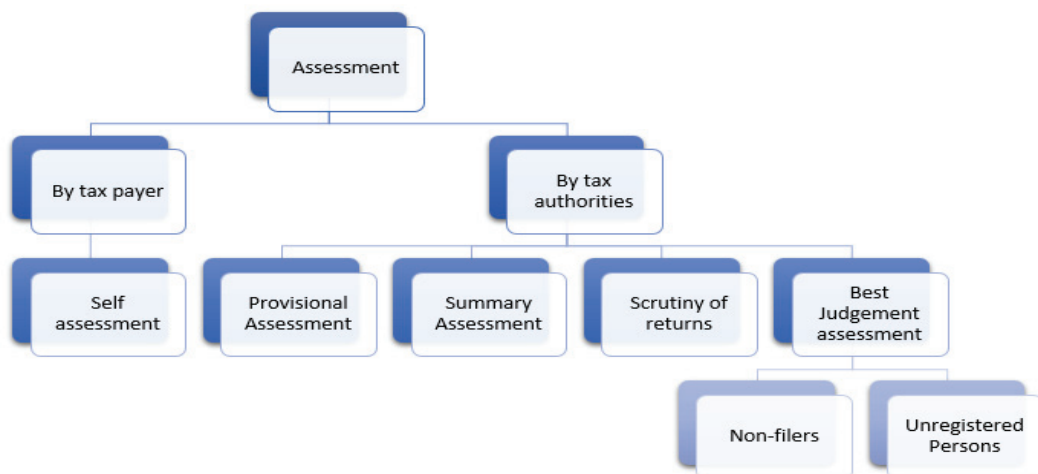 Assessment
By tax payer
By tax
authorities
Self
assessment
Provisional
Assessment
Summary
Assessment
Scrutiny of
returns
Best
Judgement
assessment
Non-filers
Unregistered
Persons